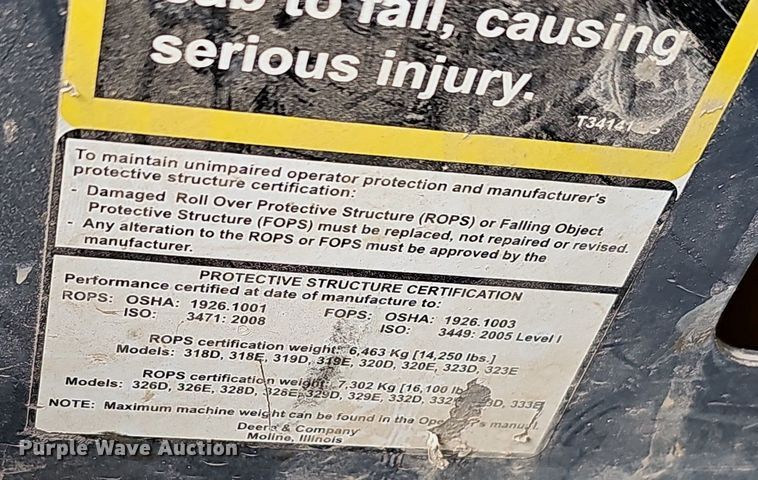 to fall, causing
serious injury.
To maintain unimpaired operator protection and manufacturer's
protective structure certification:
- Damaged Roll Over Protective Structure (ROPS) or Falling Object
Protective Structure (FOPS) must be replaced, not repaired or revised.
- Any alteration to the ROPS or FOPS must be approved by the
manufacturer.
PROTECTIVE STRUCTURE CERTIFICATION
Performance certified at date of manufacture to:
ROPS: OSHA: 1926.1001 FOPS: OSHA: 1926.1003
ISO: 3471: 2008 ISO: 3449: 2005 Level I
ROPS certification weight: 6,463 Kg [14,250 lbs.]
Models: 318D, 318E, 319D, 319E, 320D, 320E, 323D, 323E
ROPS certification weight: 7,302 Kg [16,100
Models: 326D, 326E, 328D, 328E, 329D, 329E, 332D, 333E
NOTE: Maximum machine weight can be found in the manual.
Deere & Company
Moline, Illinois
Purple Wave Auction